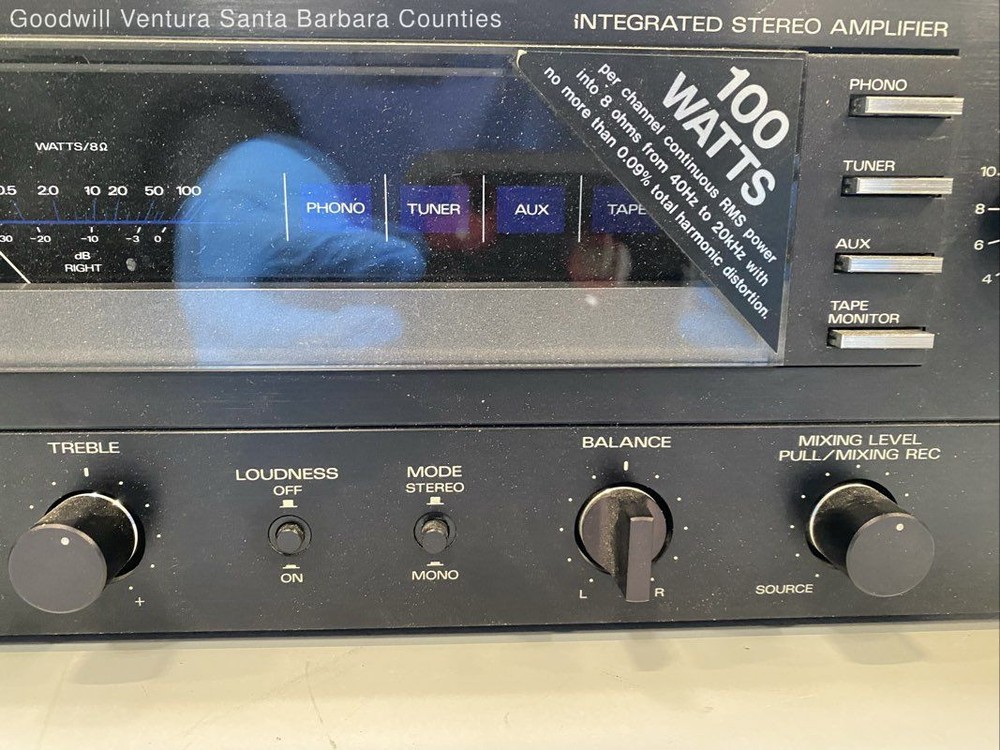 Goodwill Ventura Santa Barbara Counties
INTEGRATED STEREO AMPLIFIER
WATTS/8Ω
0.5 2.0 10 20 50 100
30 -20 -10 -3 0
dB
RIGHT
PHONO TUNER AUX TAPE
100
WATTS
per channel continuous RMS power
into 8 ohms from 40Hz to 20kHz with
no more than 0.09% total harmonic distortion.
PHONO
TUNER
AUX
TAPE
MONITOR
10
8
6
4
TREBLE
+
LOUDNESS
OFF
ON
MODE
STEREO
MONO
BALANCE
L R
MIXING LEVEL
PULL/MIXING REC
SOURCE